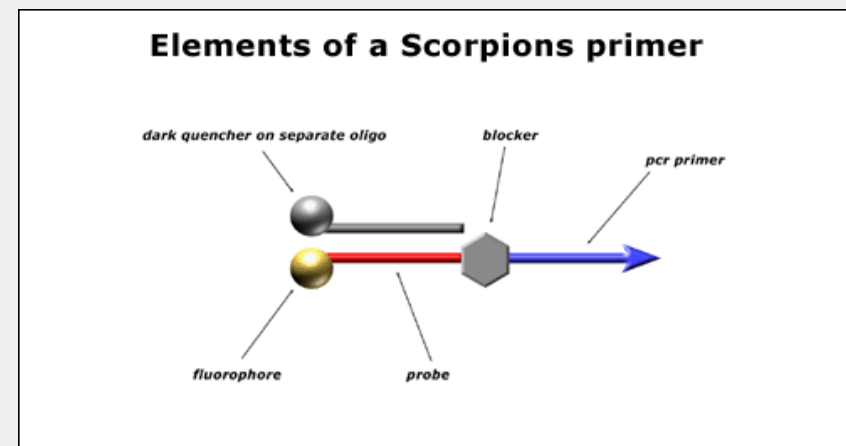 Elements of a Scorpions primer
dark quencher on separate oligo
blocker
pcr primer
fluorophore
probe